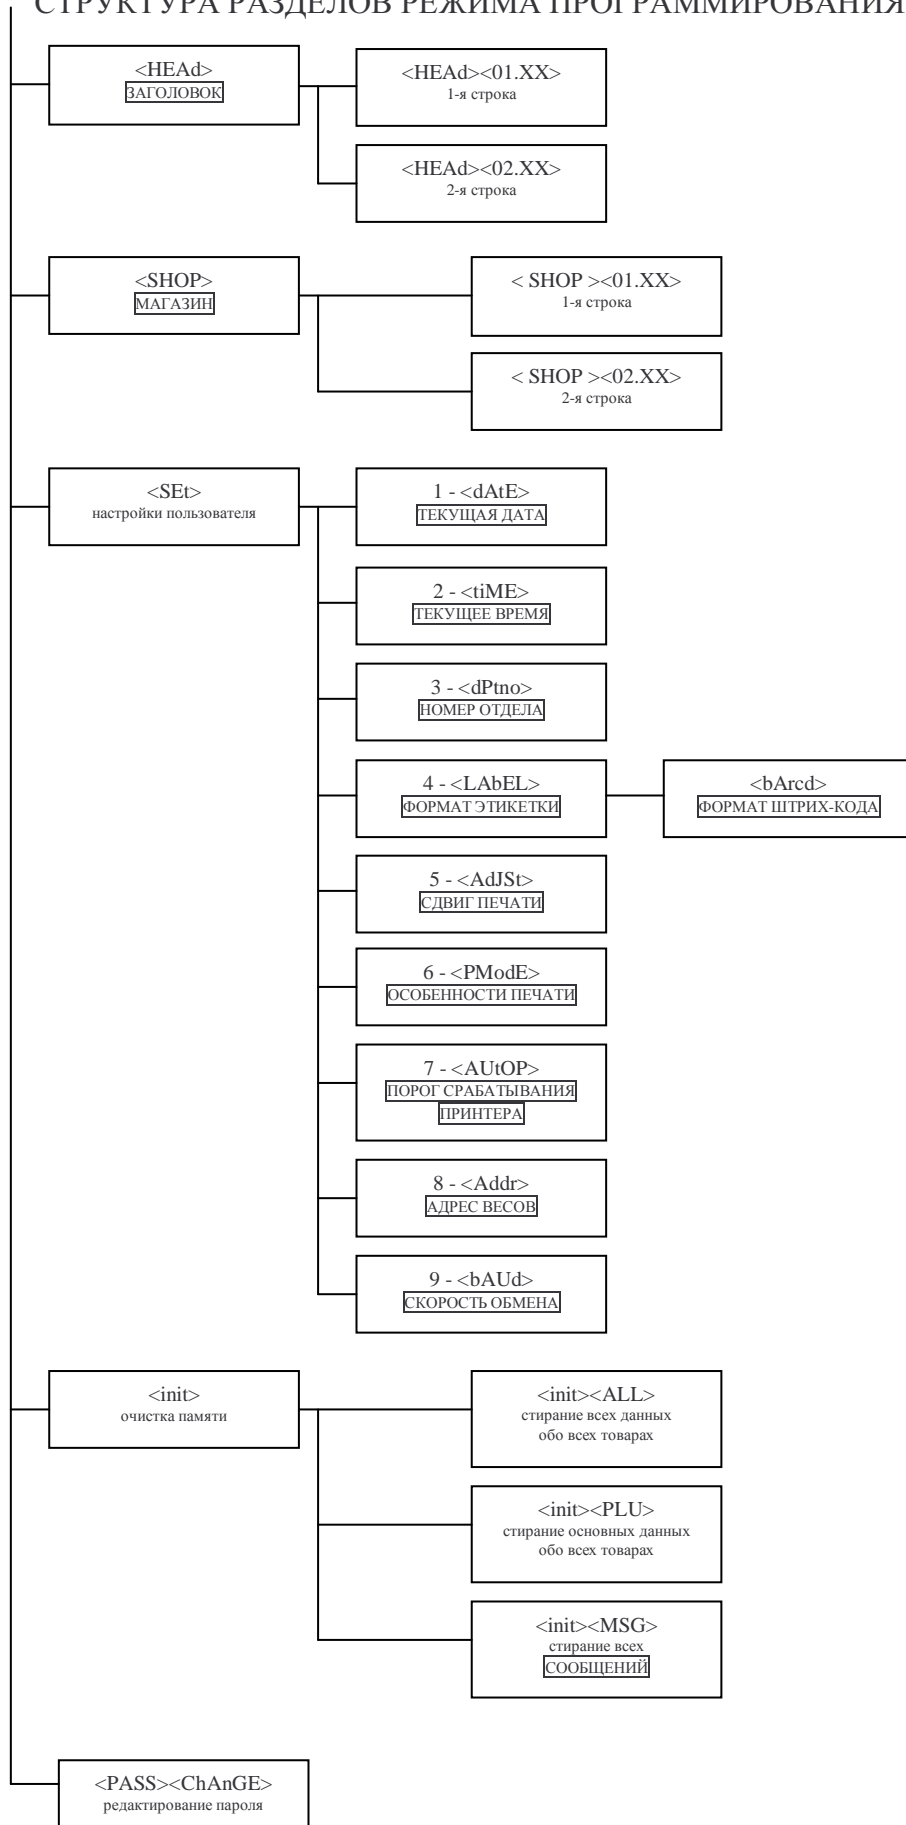 СТРУКТУРА РАЗДЕЛОВ РЕЖИМА ПРОГРАММИРОВАНИЯ
<HEAd>
ЗАГОЛОВОК
<HEAd><01.XX>
1-я строка
<HEAd><02.XX>
2-я строка
<SHOP>
МАГАЗИН
< SHOP ><01.XX>
1-я строка
< SHOP ><02.XX>
2-я строка
<SEt>
настройки пользователя
1 - <dAtE>
ТЕКУЩАЯ ДАТА
2 - <tiME>
ТЕКУЩЕЕ ВРЕМЯ
3 - <dPtno>
НОМЕР ОТДЕЛА
4 - <LAbEL>
ФОРМАТ ЭТИКЕТКИ
<bArcd>
ФОРМАТ ШТРИХ-КОДА
5 - <AdJSt>
СДВИГ ПЕЧАТИ
6 - <PModE>
ОСОБЕННОСТИ ПЕЧАТИ
7 - <AUtOP>
ПОРОГ СРАБАТЫВАНИЯ
ПРИНТЕРА
8 - <Addr>
АДРЕС ВЕСОВ
9 - <bAUd>
СКОРОСТЬ ОБМЕНА
<init>
очистка памяти
<init><ALL>
стирание всех данных
обо всех товарах
<init><PLU>
стирание основных данных
обо всех товарах
<init><MSG>
стирание всех
СООБЩЕНИЙ
<PASS><ChAnGE>
редактирование пароля